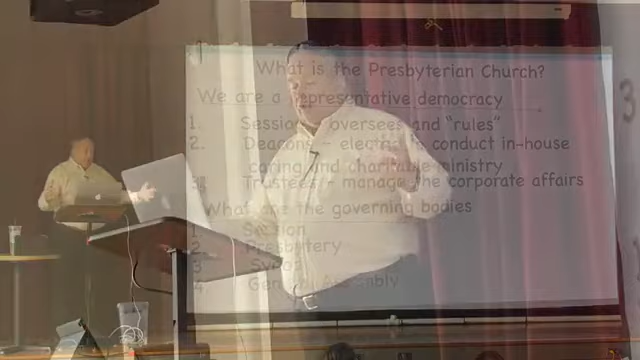 What is the Presbyterian Church?
We are a representative democracy
1. Session oversees and "rules"
2. Deacons elected to conduct in-house
caring and charitable ministry
3. Trustees - manage the corporate affairs
What are the governing bodies
1. Session
2. Presbytery
3. Synod
4. General Assembly
3